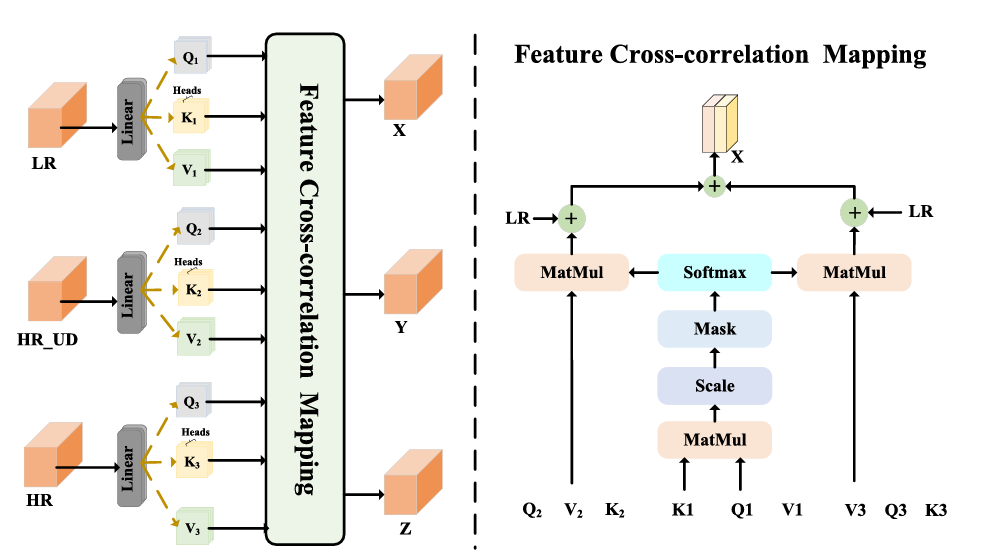 Q1
Heads
K1
V1
LR
Linear
Q2
Heads
K2
V2
HR_UD
Linear
Q3
Heads
K3
V3
HR
Linear
Feature Cross-correlation Mapping
X
Y
Z
Feature Cross-correlation Mapping
X
LR
+
+
+
LR
MatMul
Softmax
MatMul
Mask
Scale
MatMul
Q2 V2 K2 K1 Q1 V1 V3 Q3 K3